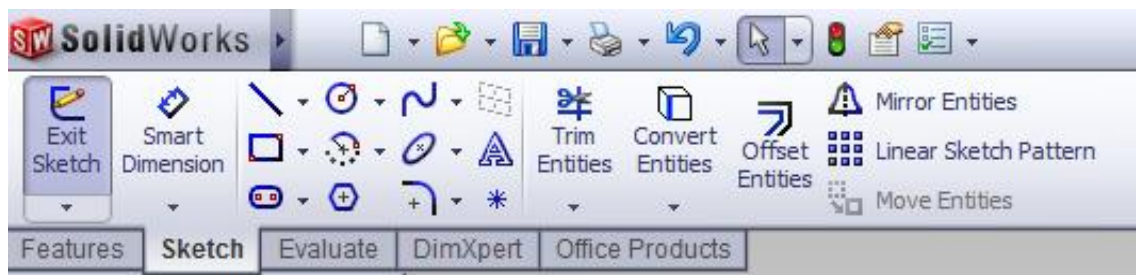 SW SolidWorks
Exit Sketch
Smart Dimension
Trim Entities
Convert Entities
Offset Entities
Mirror Entities
Linear Sketch Pattern
Move Entities
Features Sketch Evaluate DimXpert Office Products